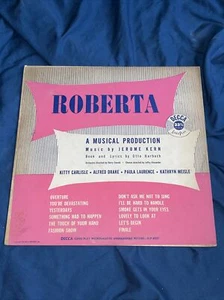 ROBERTA
DECCA
A MUSICAL PRODUCTION
Music by JEROME KERN
Book and Lyrics by Otto Harbach
KITTY CARLISLE • ALFRED DRAKE • PAULA LAURENCE • KATHRYN MEISLE
OVERTURE
YOU'RE DEVASTATING
YESTERDAYS
SOMETHING HAD TO HAPPEN
THE TOUCH OF YOUR HAND
FASHION SHOW
DON'T ASK ME NOT TO SING
I'LL BE HARD TO HANDLE
SMOKE GETS IN YOUR EYES
LOVELY TO LOOK AT
LET'S BEGIN
FINALE
DECCA